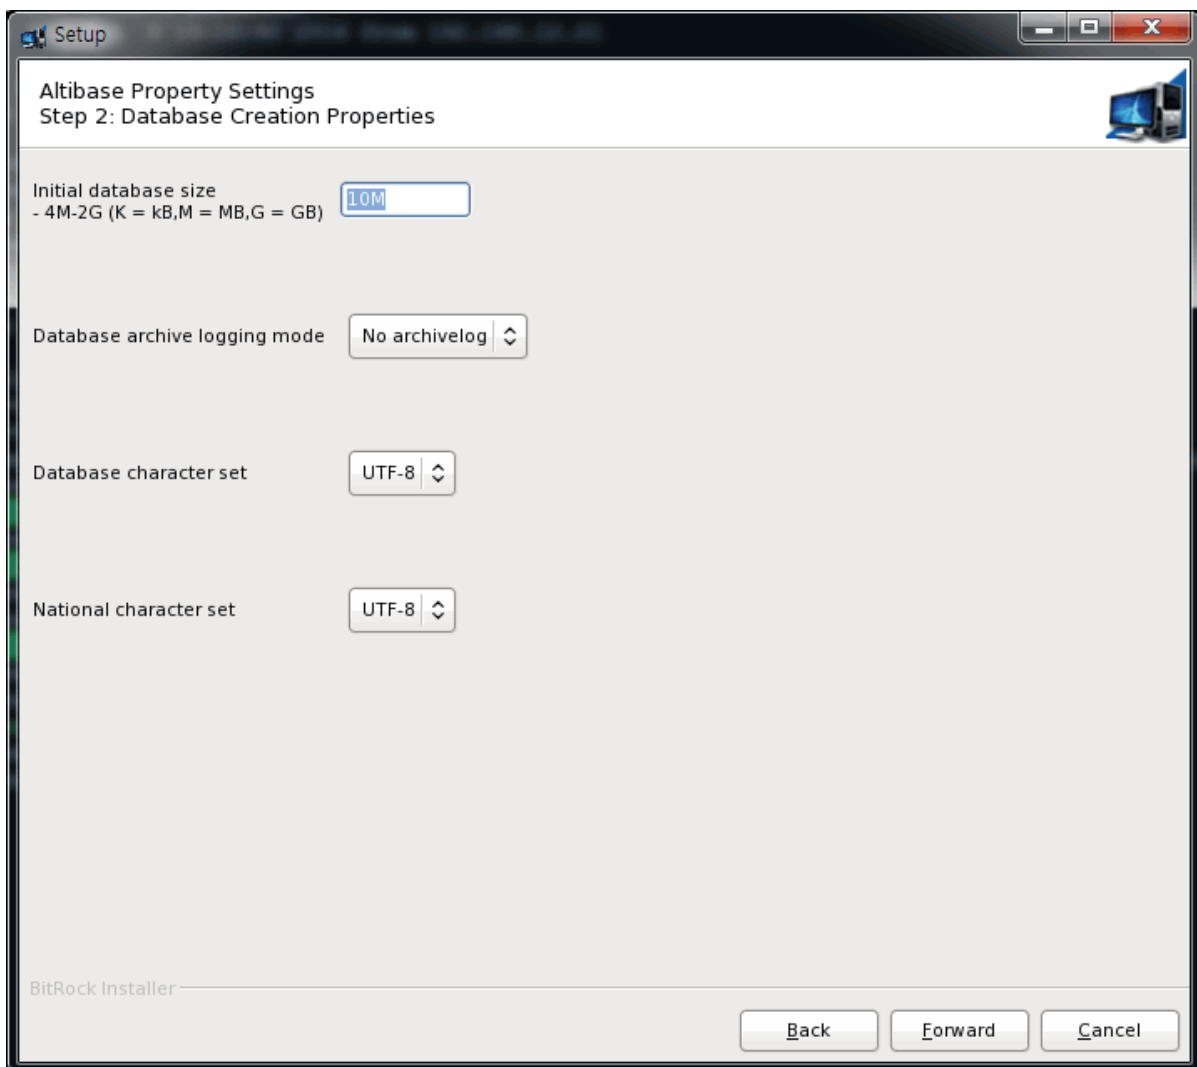 Setup
Altibase Property Settings
Step 2: Database Creation Properties
Initial database size
- 4M-2G (K = kB,M = MB,G = GB)
10M
Database archive logging mode
No archivelog
Database character set
UTF-8
National character set
UTF-8
BitRock Installer
Back
Forward
Cancel